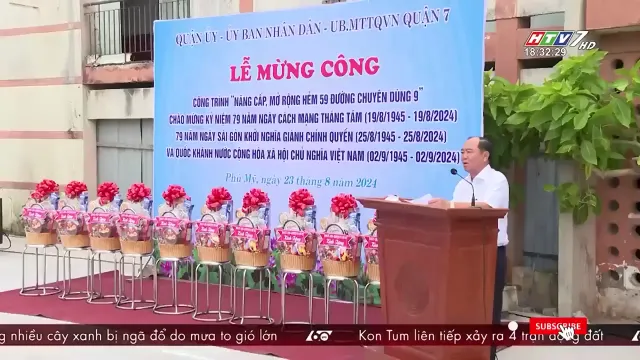 QUẬN ỦY - ỦY BAN NHÂN DÂN - UB.MTTQVN QUẬN 7
LỄ MỪNG CÔNG
CÔNG TRÌNH "NÂNG CẤP, MỞ RỘNG HẺM 59 ĐƯỜNG CHUYÊN DÙNG 9"
CHÀO MỪNG KỶ NIỆM 79 NĂM NGÀY CÁCH MẠNG THÁNG TÁM (19/8/1945 - 19/8/2024)
79 NĂM NGÀY SÀI GÒN KHỞI NGHĨA GIÀNH CHÍNH QUYỀN (25/8/1945 - 25/8/2024)
VÀ QUỐC KHÁNH NƯỚC CỘNG HÒA XÃ HỘI CHỦ NGHĨA VIỆT NAM (02/9/1945 - 02/9/2024)
Phú Mỹ, ngày 23 tháng 8 năm 2024
HTV7 HD
18:32:29
SUBSCRIBE
ng nhiều cây xanh bị ngã đổ do mưa to gió lớn
Kon Tum liên tiếp xảy ra 4 trận động đất